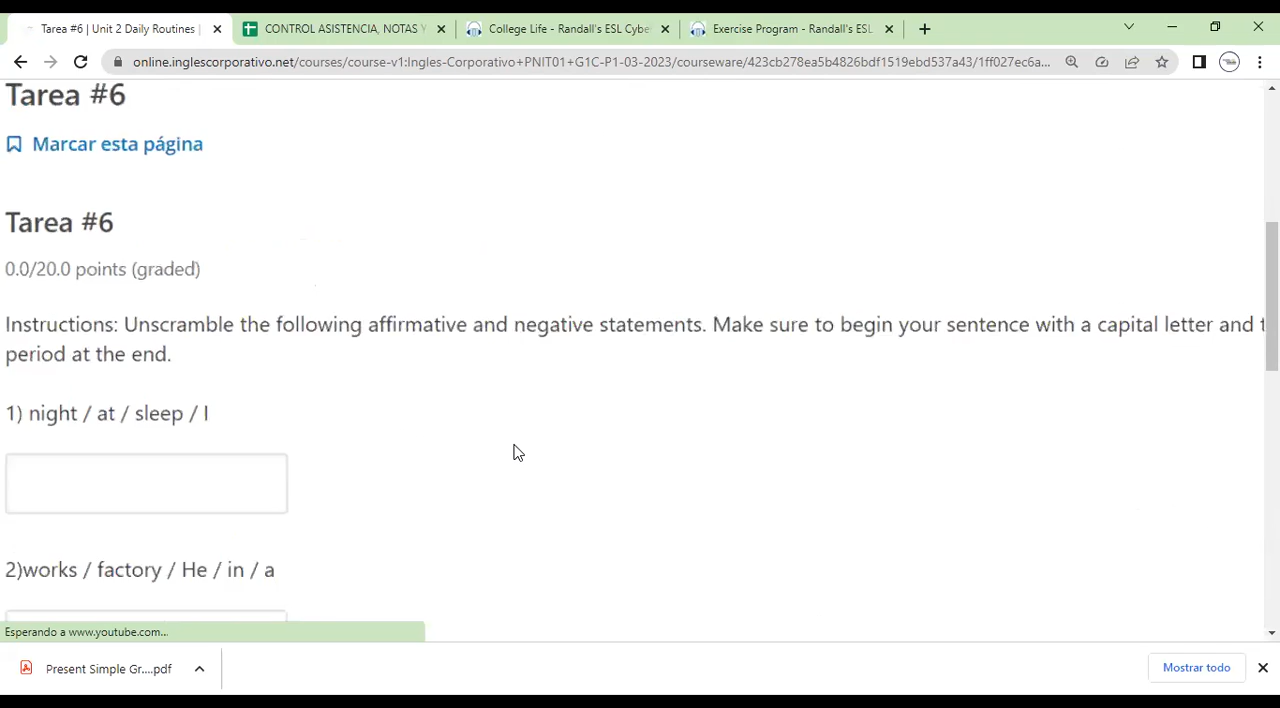 Tarea #6 | Unit 2 Daily Routines |
CONTROL ASISTENCIA, NOTAS Y
College Life - Randall's ESL Cybe
Exercise Program - Randall's ESL
online.inglescorporativo.net/courses/course-v1:Ingles-Corporativo+PNIT01+G1C-P1-03-2023/courseware/423cb278ea5b4826bdf1519ebd537a43/1ff027ec6a...
Tarea #6
Marcar esta página
Tarea #6
0.0/20.0 points (graded)
Instructions: Unscramble the following affirmative and negative statements. Make sure to begin your sentence with a capital letter and
period at the end.
1) night / at / sleep / I
2)works / factory / He / in / a
Esperando a www.youtube.com...
Present Simple Gr....pdf
Mostrar todo